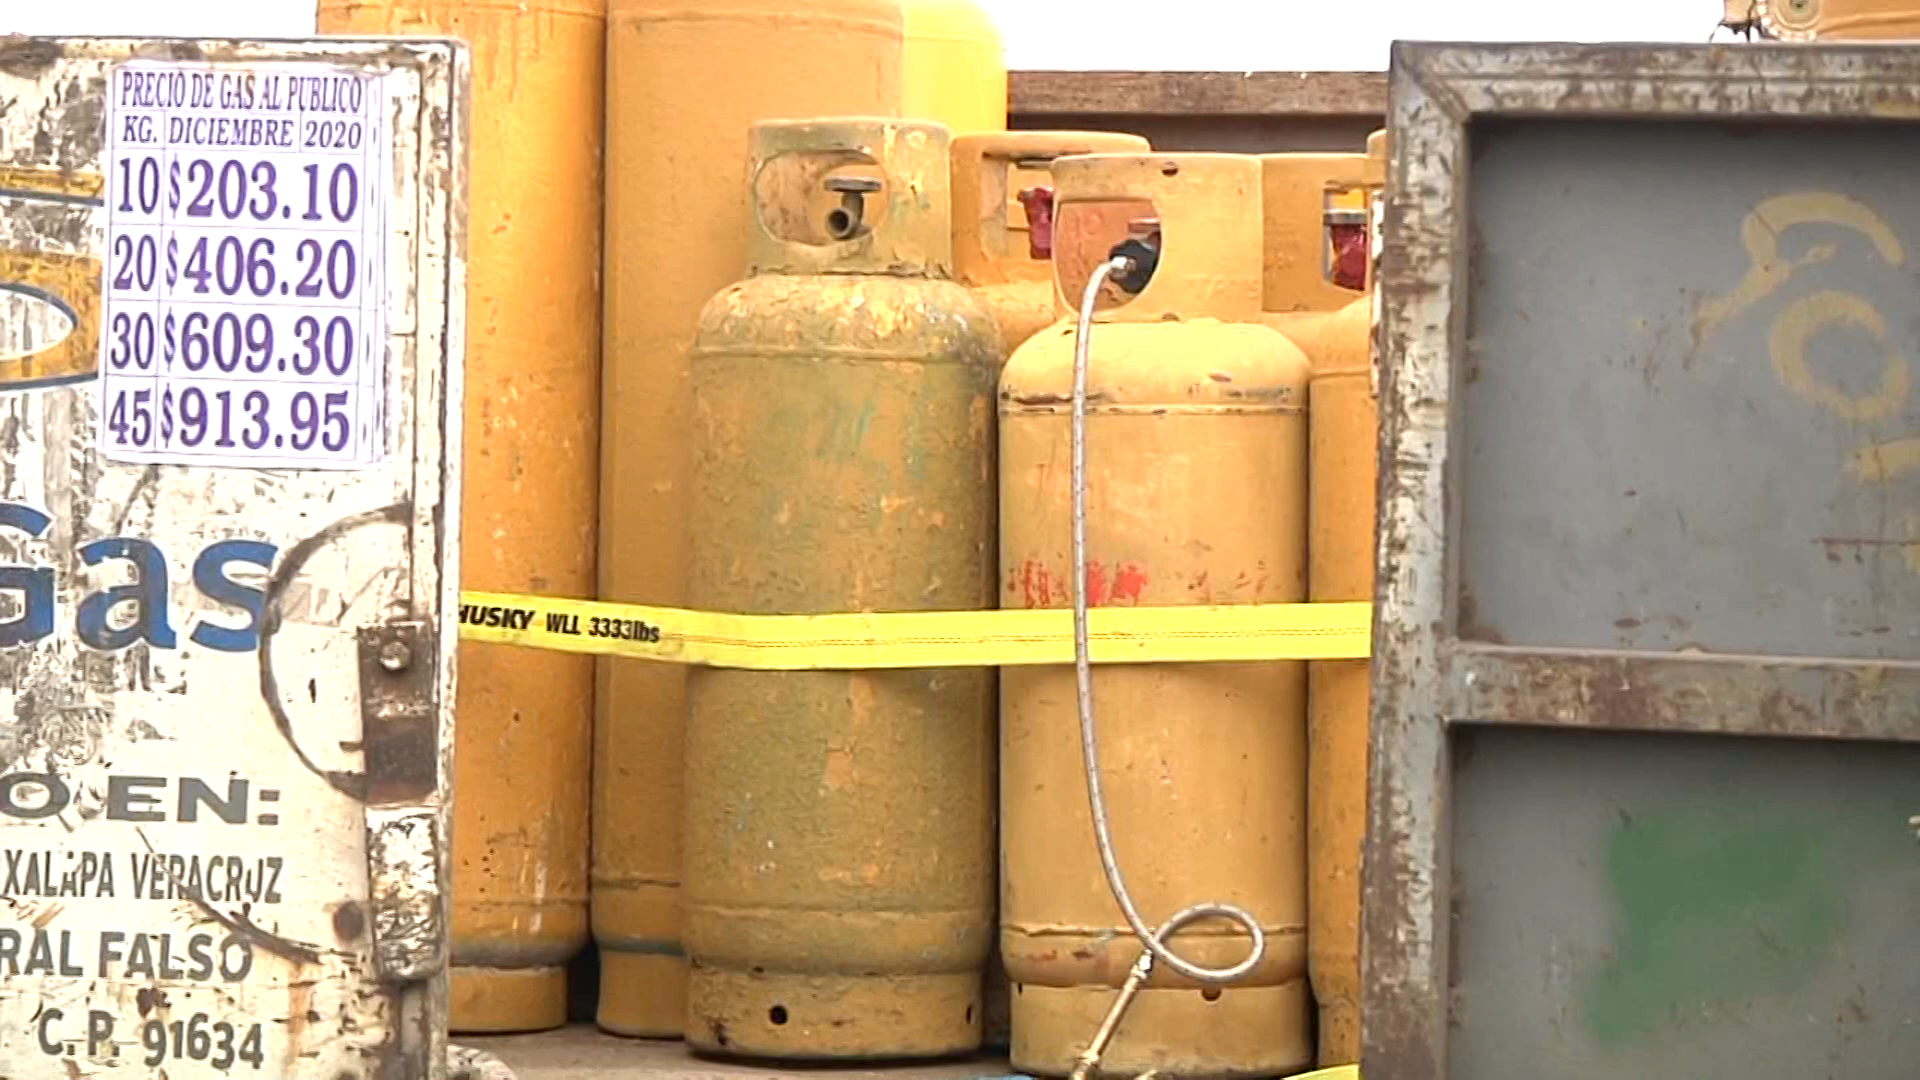 PRECIO DE GAS AL PUBLICO
KG. DICIEMBRE 2020
10 $203.10
20 $406.20
30 $609.30
45 $913.95
Gas
O EN:
XALAPA VERACRUZ
RAL FALSO
C.P. 91634
HUSKY WLL 3333lbs